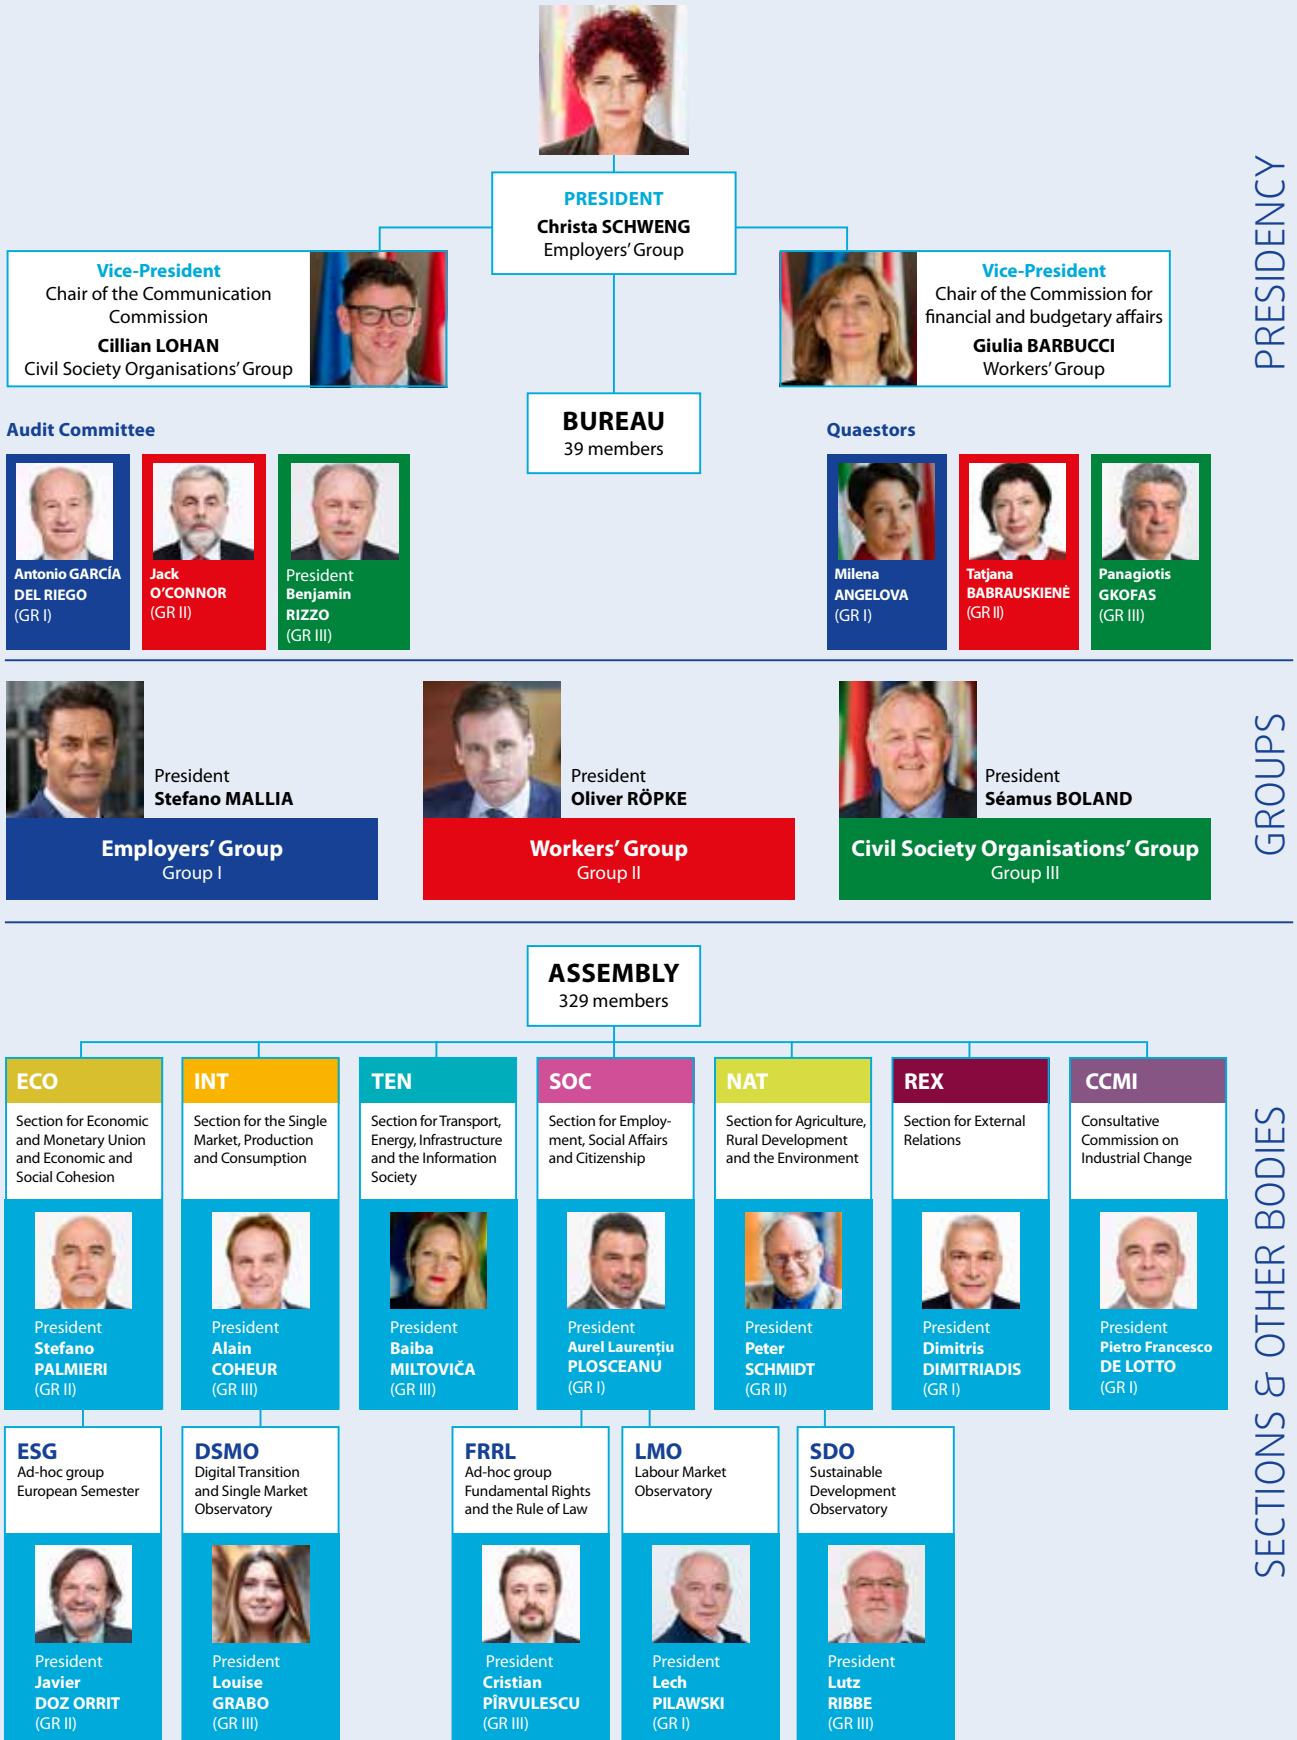 PRESIDENCY
PRESIDENT
Christa SCHWENG
Employers' Group
Vice-President
Chair of the Communication
Commission
Cillian LOHAN
Civil Society Organisations' Group
Vice-President
Chair of the Commission for
financial and budgetary affairs
Giulia BARBUCCI
Workers' Group
BUREAU
39 members
Audit Committee
Antonio GARCÍA
DEL RIEGO
(GR I)
Jack
O'CONNOR
(GR II)
President
Benjamin
RIZZO
(GR III)
Quaestors
Milena
ANGELOVA
(GR I)
Tatjana
BABRAUSKIENĖ
(GR II)
Panagiotis
GKOFAS
(GR III)
GROUPS
President
Stefano MALLIA
Employers' Group
Group I
President
Oliver RÖPKE
Workers' Group
Group II
President
Séamus BOLAND
Civil Society Organisations' Group
Group III
SECTIONS & OTHER BODIES
ASSEMBLY
329 members
ECO
Section for Economic
and Monetary Union
and Economic and
Social Cohesion
President
Stefano
PALMIERI
(GR II)
INT
Section for the Single
Market, Production
and Consumption
President
Alain
COHEUR
(GR III)
TEN
Section for Transport,
Energy, Infrastructure
and the Information
Society
President
Baiba
MILTOVIČA
(GR III)
SOC
Section for Employ-
ment, Social Affairs
and Citizenship
President
Aurel Laurenţiu
PLOSCEANU
(GR I)
NAT
Section for Agriculture,
Rural Development
and the Environment
President
Peter
SCHMIDT
(GR II)
REX
Section for External
Relations
President
Dimitris
DIMITRIADIS
(GR I)
CCMI
Consultative
Commission on
Industrial Change
President
Pietro Francesco
DE LOTTO
(GR I)
ESG
Ad-hoc group
European Semester
President
Javier
DOZ ORRIT
(GR II)
DSMO
Digital Transition
and Single Market
Observatory
President
Louise
GRABO
(GR III)
FRRL
Ad-hoc group
Fundamental Rights
and the Rule of Law
President
Cristian
PÎRVULESCU
(GR III)
LMO
Labour Market
Observatory
President
Lech
PILAWSKI
(GR I)
SDO
Sustainable
Development
Observatory
President
Lutz
RIBBE
(GR III)